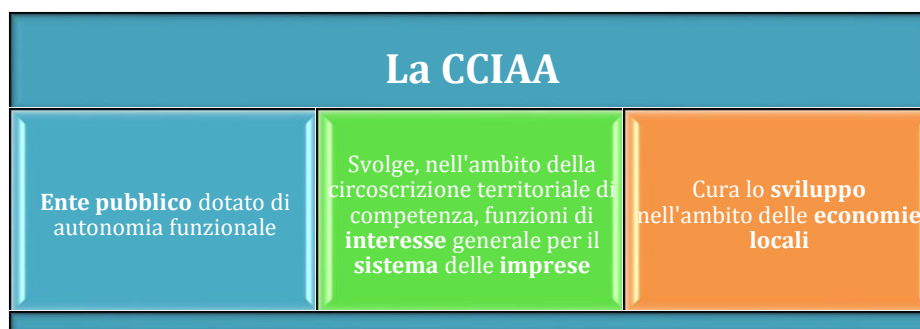 La CCIAA
Ente pubblico dotato di
autonomia funzionale
Svolge, nell'ambito della
circoscrizione territoriale di
competenza, funzioni di
interesse generale per il
sistema delle imprese
Cura lo sviluppo
nell'ambito delle economie
locali